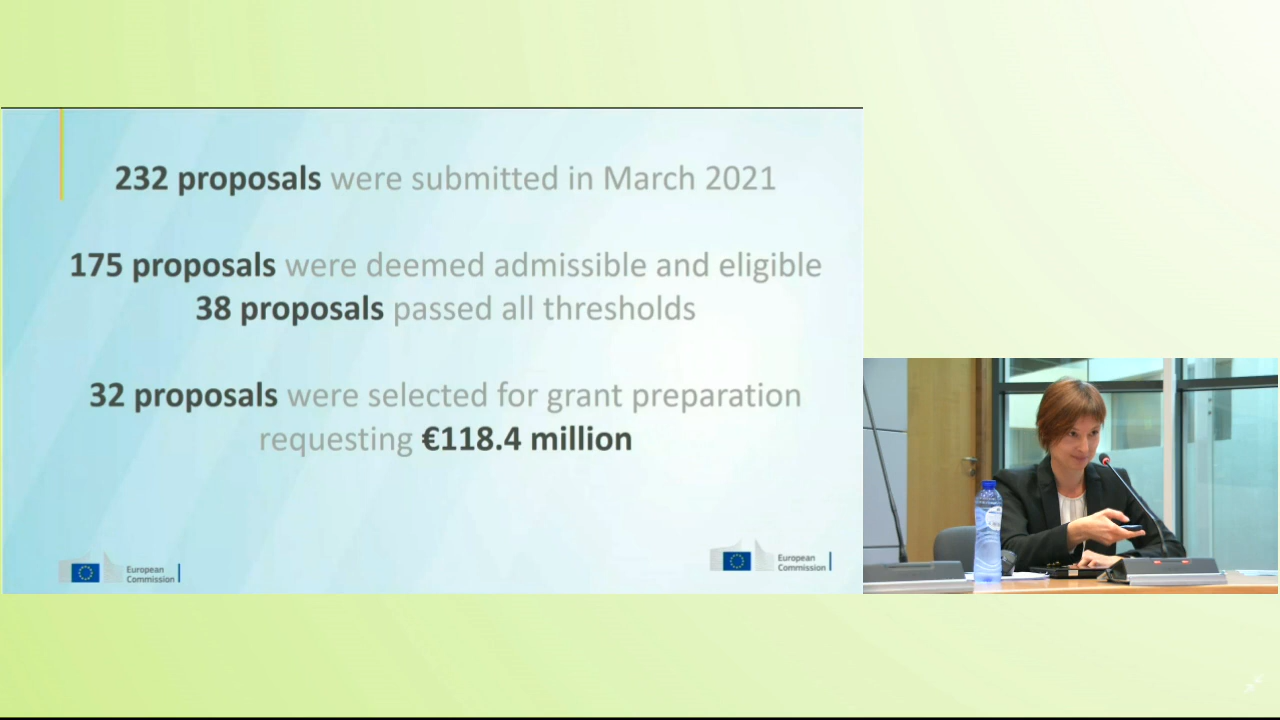 232 proposals were submitted in March 2021
175 proposals were deemed admissible and eligible
38 proposals passed all thresholds
32 proposals were selected for grant preparation
requesting €118.4 million
European
Commission
European
Commission